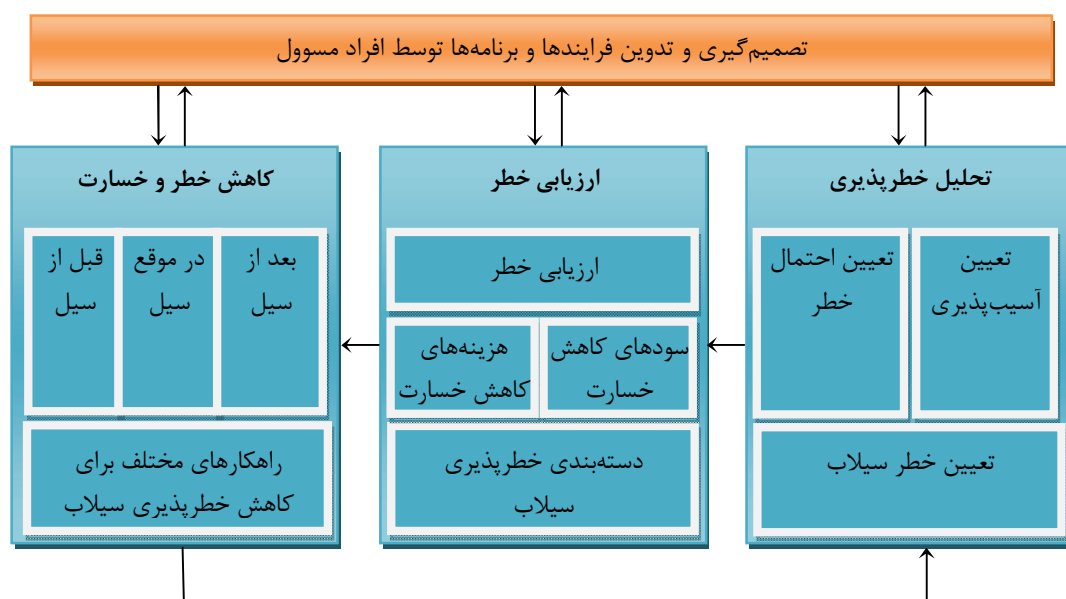 تصمیم‌گیری و تدوین فرایندها و برنامه‌ها توسط افراد مسوول
تحلیل خطرپذیری
تعیین
آسیب‌پذیری
تعیین احتمال
خطر
تعیین خطر سیلاب
ارزیابی خطر
ارزیابی خطر
سودهای کاهش
خسارت
هزینه‌های
کاهش خسارت
دسته‌بندی خطرپذیری
سیلاب
کاهش خطر و خسارت
بعد از
سیل
در موقع
سیل
قبل از
سیل
راهکارهای مختلف برای
کاهش خطرپذیری سیلاب